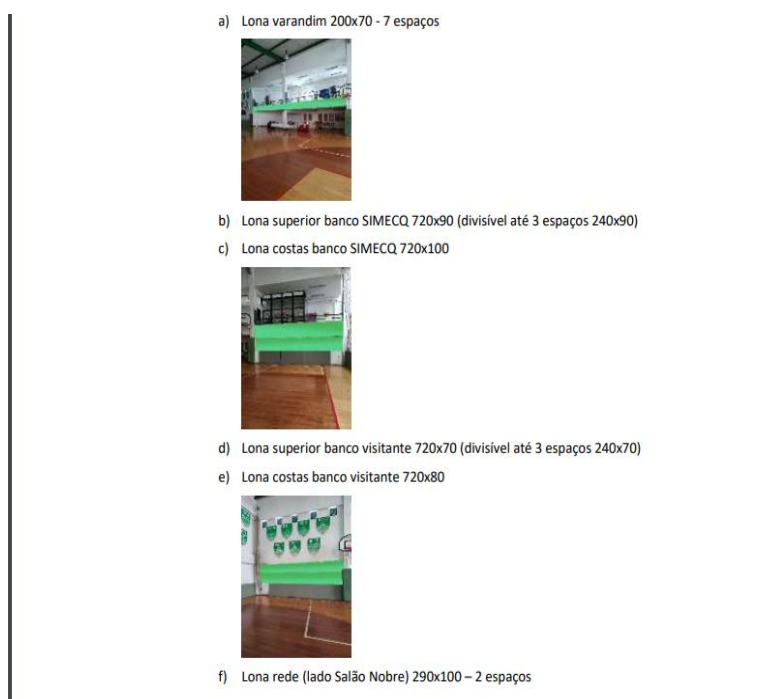 a) Lona varandim 200x70 - 7 espaços
b) Lona superior banco SIMECQ 720x90 (divisível até 3 espaços 240x90)
c) Lona costas banco SIMECQ 720x100
d) Lona superior banco visitante 720x70 (divisível até 3 espaços 240x70)
e) Lona costas banco visitante 720x80
f) Lona rede (lado Salão Nobre) 290x100 – 2 espaços